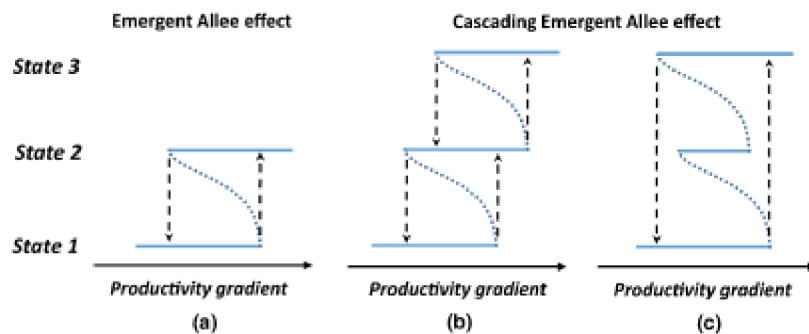 Emergent Allee effect
Cascading Emergent Allee effect
State 3
State 2
State 1
Productivity gradient
Productivity gradient
Productivity gradient
(a)
(b)
(c)